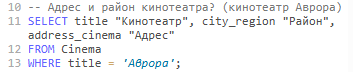 10 -- Адрес и район кинотеатра? (кинотеатр Аврора)
11 SELECT title "Кинотеатр", city_region "Район",
address_cinema "Адрес"
12 FROM Cinema
13 WHERE title = 'Аврора';